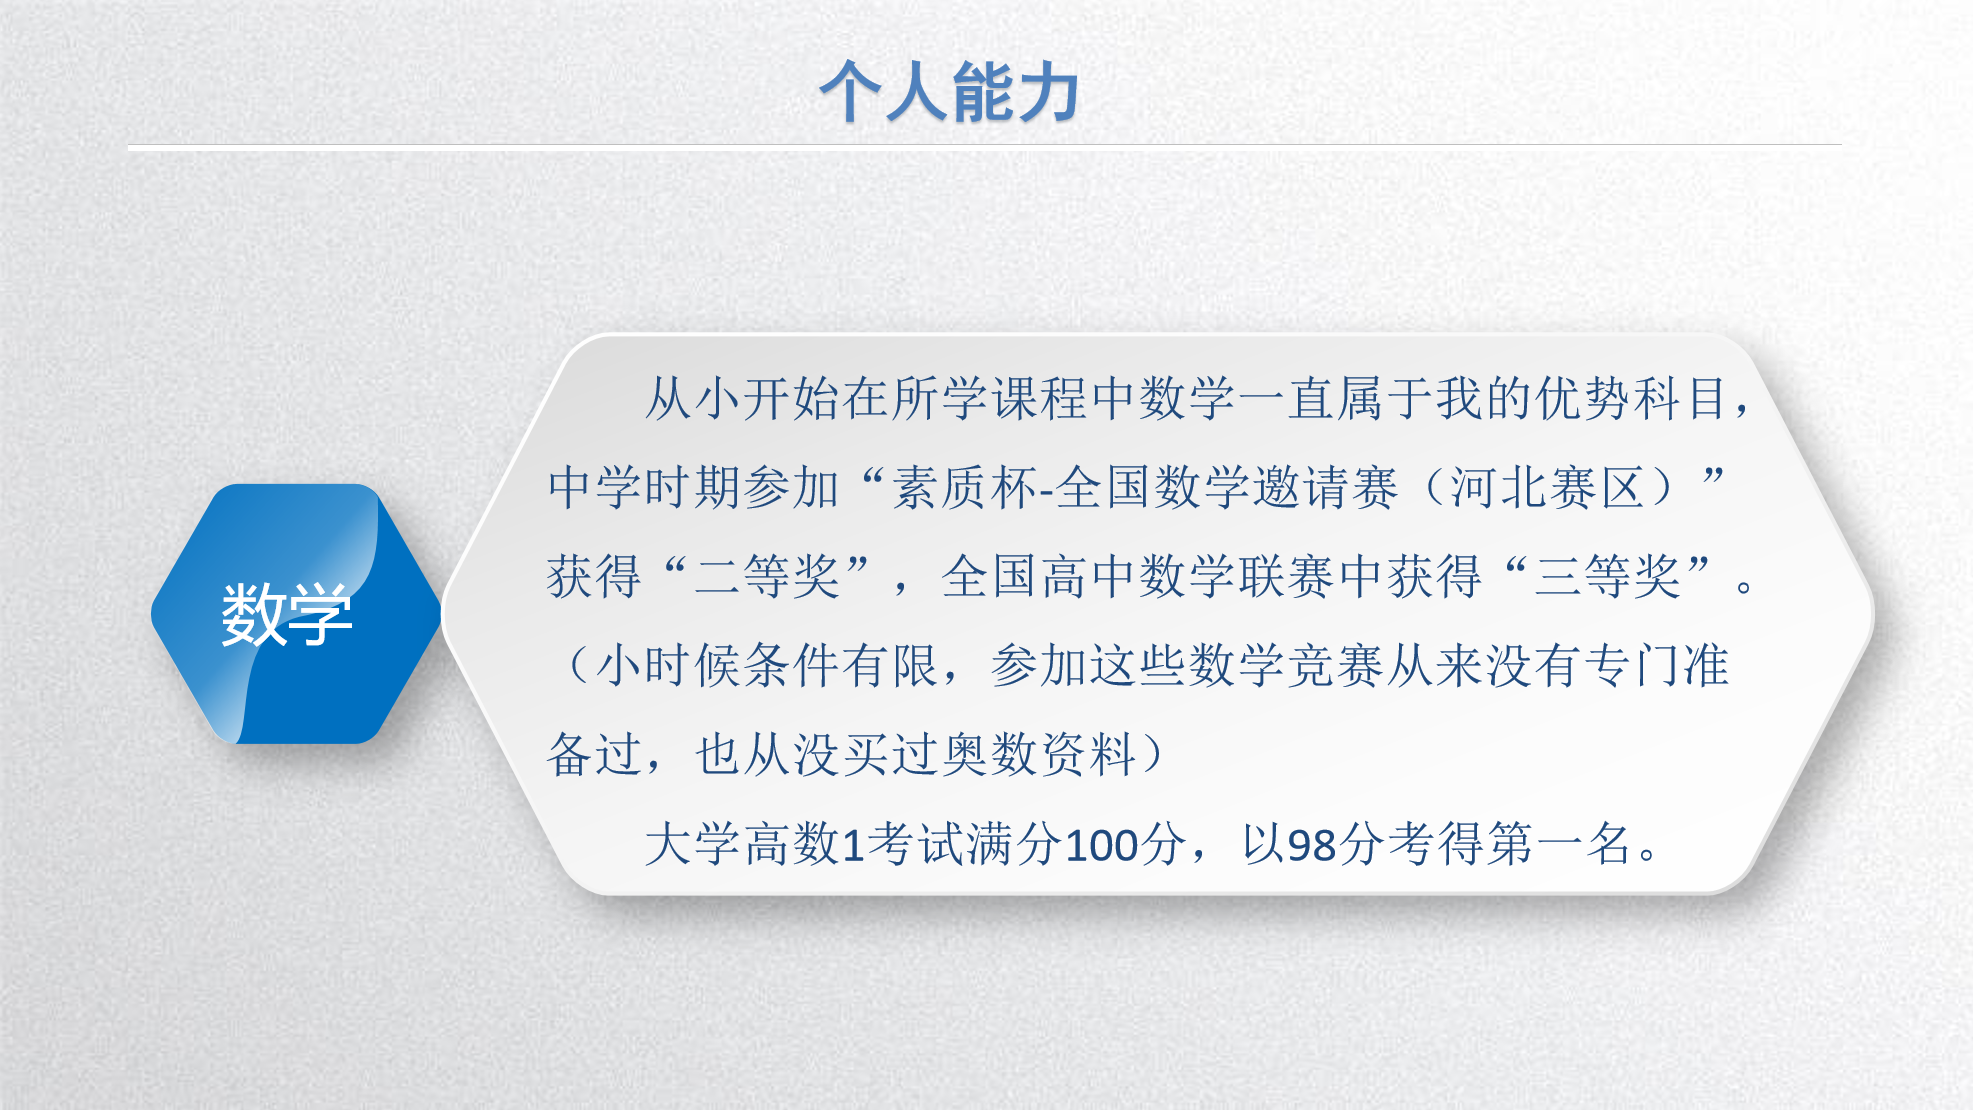 个人能力
数学
从小开始在所学课程中数学一直属于我的优势科目，
中学时期参加“素质杯-全国数学邀请赛（河北赛区）”
获得“二等奖”，全国高中数学联赛中获得“三等奖”。
（小时候条件有限，参加这些数学竞赛从来没有专门准
备过，也从没买过奥数资料）
大学高数1考试满分100分，以98分考得第一名。